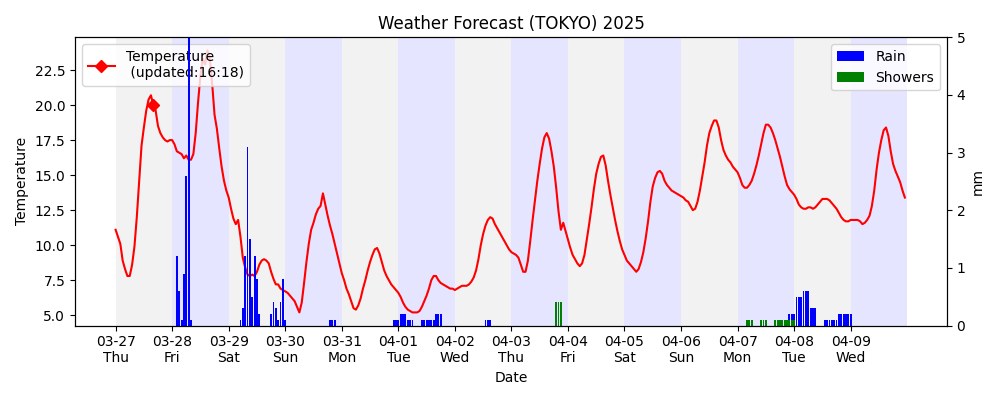 Weather Forecast (TOKYO) 2025
Temperature
(updated:16:18)
Rain
Showers
Temperature
22.5
20.0
17.5
15.0
12.5
10.0
7.5
5.0
5
4
3
2
1
0
mm
03-27 03-28 03-29 03-30 03-31 04-01 04-02 04-03 04-04 04-05 04-06 04-07 04-08 04-09
Thu Fri Sat Sun Mon Tue Wed Thu Fri Sat Sun Mon Tue Wed
Date